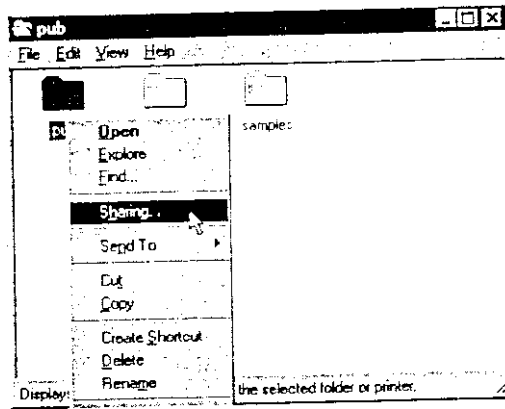 pub
File Edit View Help
pu
samples
Open
Explore
Find...
Sharing...
Send To
Cut
Copy
Create Shortcut
Delete
Rename
Display the selected folder or printer.